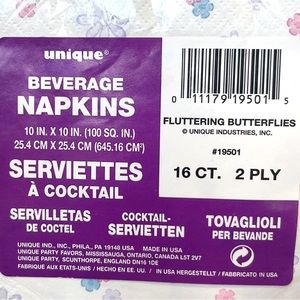 unique®
BEVERAGE
NAPKINS
10 IN. X 10 IN. (100 SQ. IN.)
25.4 CM X 25.4 CM (645.16 CM²)
SERVIETTES
À COCKTAIL
0 11179 19501 5
FLUTTERING BUTTERFLIES
© UNIQUE INDUSTRIES, INC.
#19501
16 CT. 2 PLY
SERVILLETAS
DE COCTEL
COCKTAIL-
SERVIETTEN
TOVAGLIOLI
PER BEVANDE
UNIQUE IND., INC., PHILA., PA 19148 USA MADE IN USA
UNIQUE PARTY FAVORS, MISSISSAUGA, ONTARIO, CANADA L5T 2V7
UNIQUE PARTY, SCUNTHORPE, ENGLAND DN16 1DE
FABRIQUÉ AUX ETATS-UNIS / HECHO EN EE. UU. / IN USA HERGESTELLT / FABBRICATO IN USA